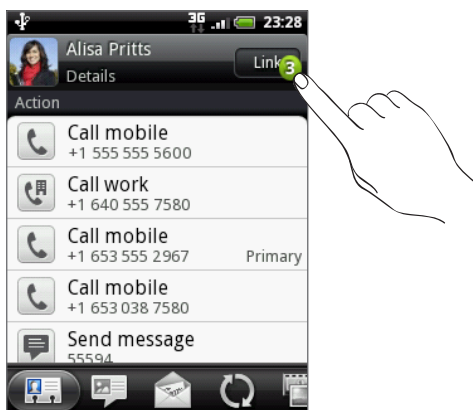 3G 23:28
Alisa Pritts
Details
Link 3
Action
Call mobile
+1 555 555 5600
Call work
+1 640 555 7580
Call mobile
+1 653 555 2967 Primary
Call mobile
+1 653 038 7580
Send message
55594